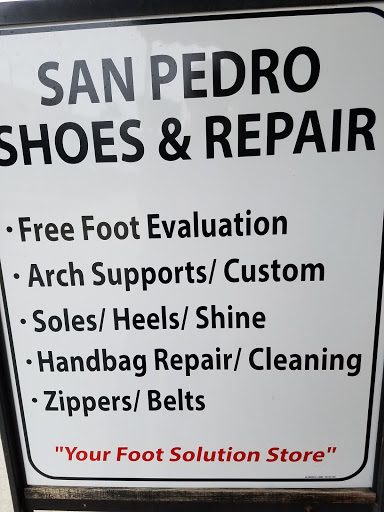 SAN PEDRO
SHOES & REPAIR
· Free Foot Evaluation
· Arch Supports/ Custom
· Soles/ Heels/ Shine
· Handbag Repair/ Cleaning
· Zippers/ Belts
"Your Foot Solution Store"